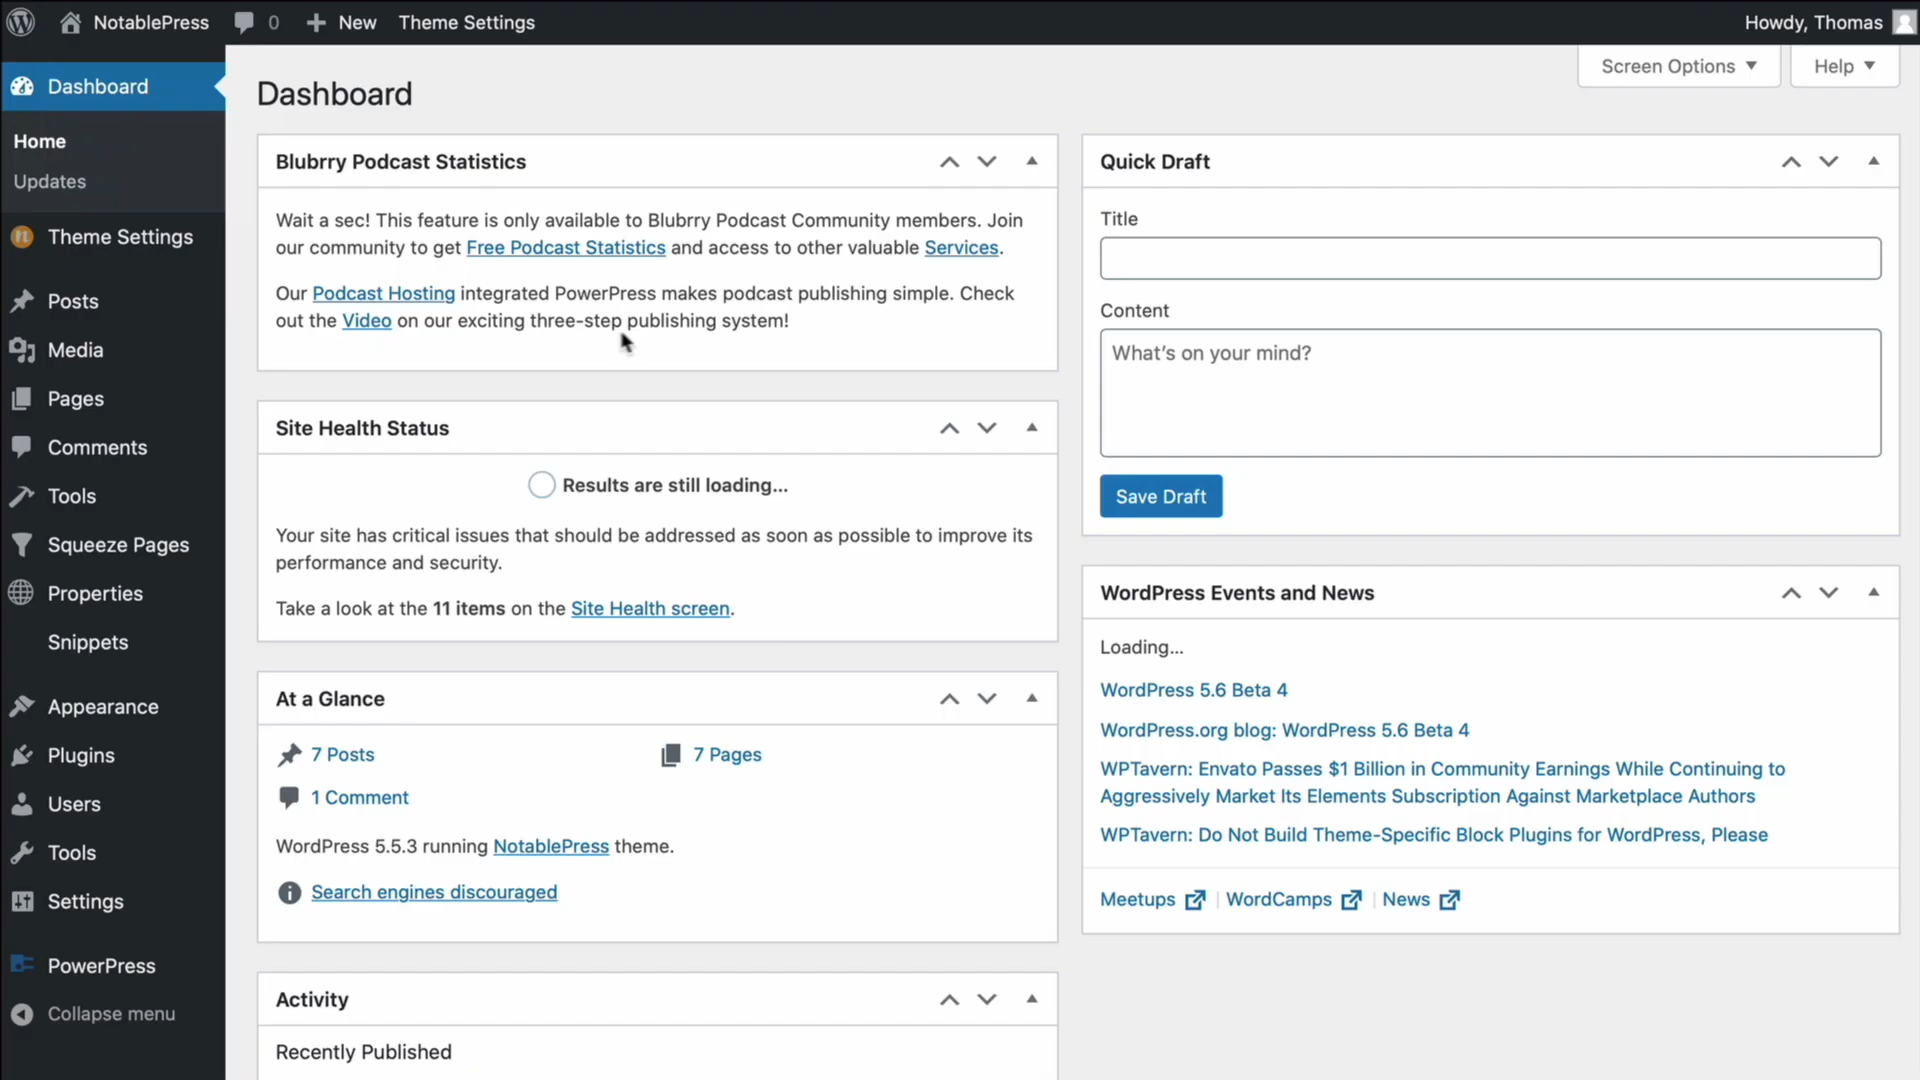 NotablePress 0 New Theme Settings Howdy, Thomas
Screen Options Help
Dashboard
Home
Updates
Theme Settings
Posts
Media
Pages
Comments
Tools
Squeeze Pages
Properties
Snippets
Appearance
Plugins
Users
Tools
Settings
PowerPress
Collapse menu
Dashboard
Blubrry Podcast Statistics
Wait a sec! This feature is only available to Blubrry Podcast Community members. Join
our community to get Free Podcast Statistics and access to other valuable Services.
Our Podcast Hosting integrated PowerPress makes podcast publishing simple. Check
out the Video on our exciting three-step publishing system!
Site Health Status
Results are still loading...
Your site has critical issues that should be addressed as soon as possible to improve its
performance and security.
Take a look at the 11 items on the Site Health screen.
At a Glance
7 Posts 7 Pages
1 Comment
WordPress 5.5.3 running NotablePress theme.
Search engines discouraged
Activity
Recently Published
Quick Draft
Title
Content
What's on your mind?
Save Draft
WordPress Events and News
Loading...
WordPress 5.6 Beta 4
WordPress.org blog: WordPress 5.6 Beta 4
WPTavern: Envato Passes $1 Billion in Community Earnings While Continuing to
Aggressively Market Its Elements Subscription Against Marketplace Authors
WPTavern: Do Not Build Theme-Specific Block Plugins for WordPress, Please
Meetups | WordCamps | News